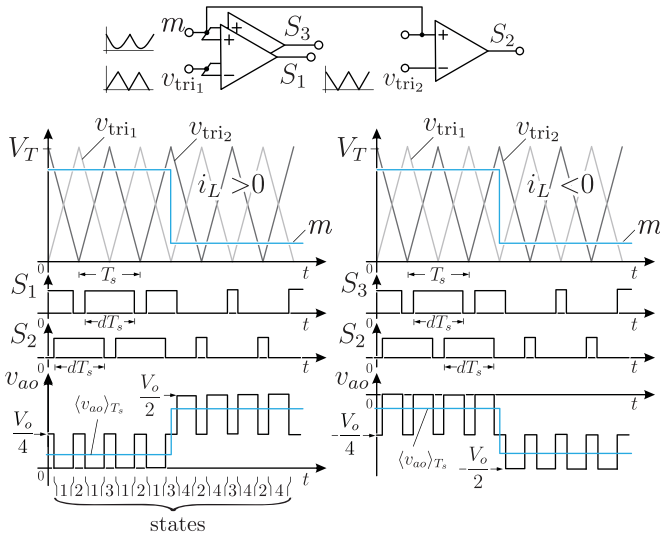 m
S3
S1
S2
vtri1
vtri2
+
+
−
+
−
VT
vtri1
vtri2
iL >0
m
0
Ts
t
S1
0
dTs
t
S2
0
dTs
t
vao
Vo/2
⟨vao⟩Ts
Vo/4
0
t
1 2 1 3 1 2 1 3 4 2 4 3 4 2 4
states
VT
vtri1
vtri2
iL <0
m
0
Ts
t
S3
0
dTs
t
S2
0
dTs
t
vao
0
t
−Vo/4
⟨vao⟩Ts
−Vo/2